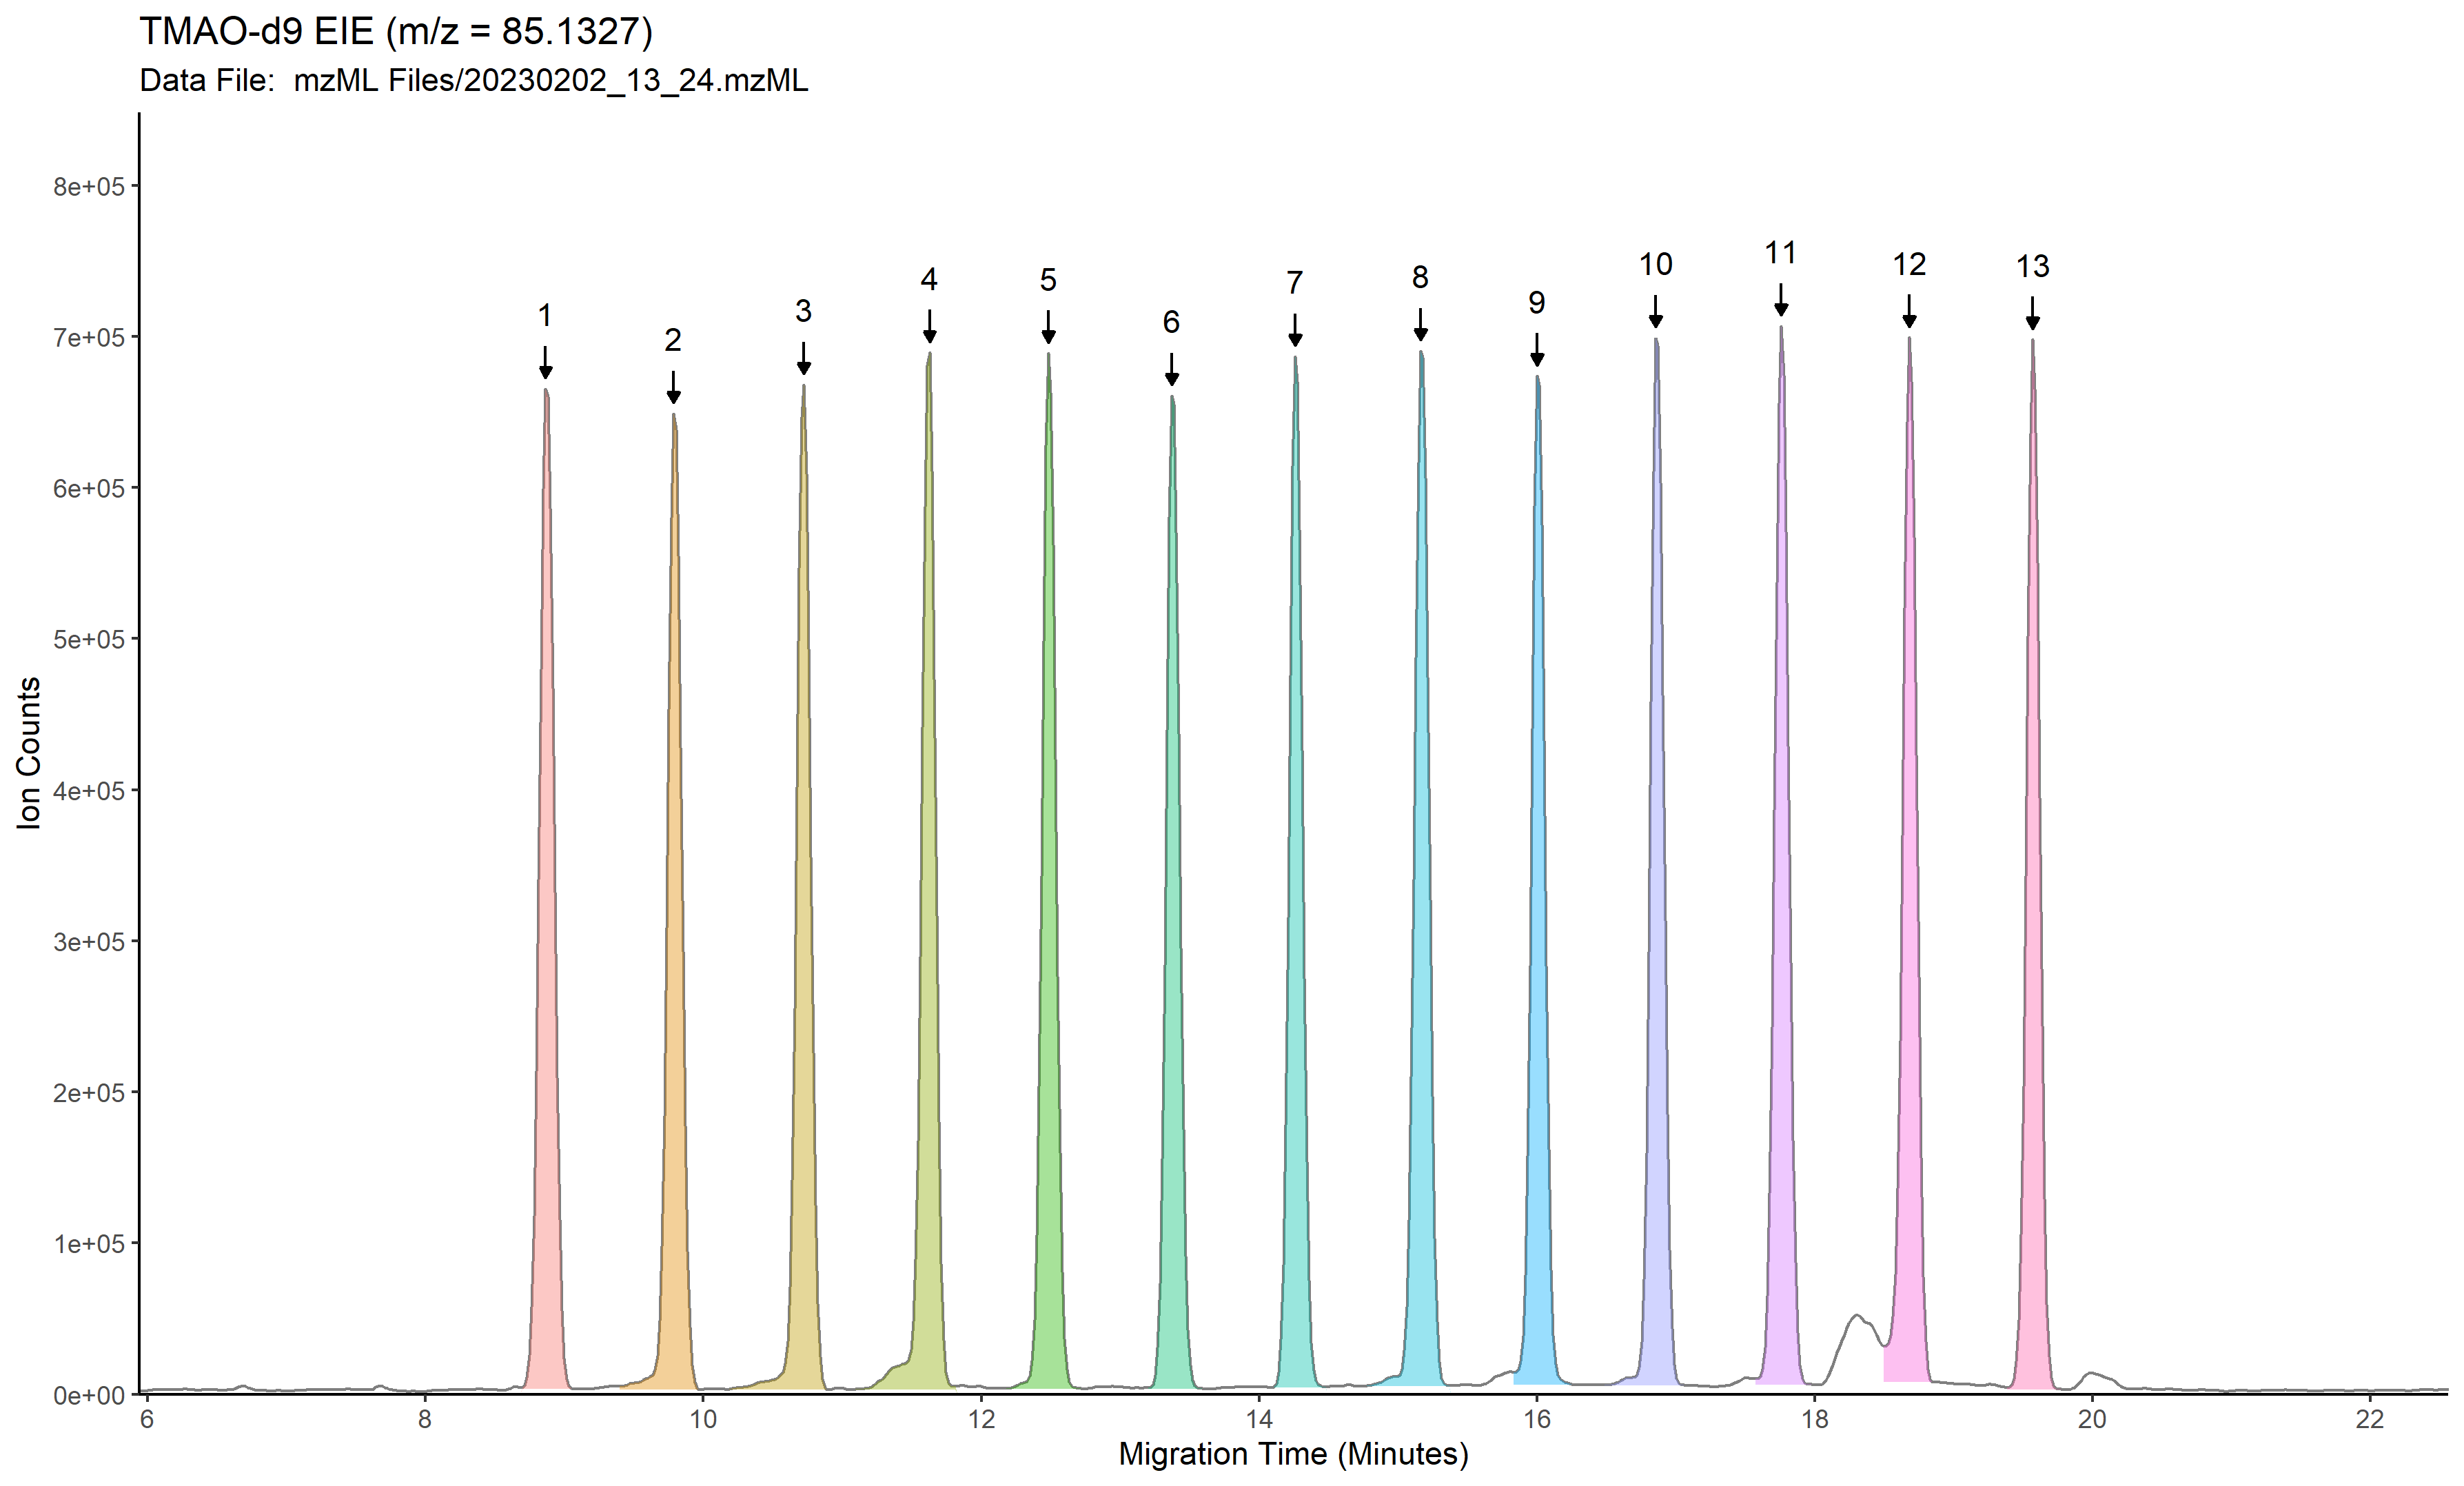 TMAO-d9 EIE (m/z = 85.1327)
Data File:  mzML Files/20230202_13_24.mzML
8e+05
7e+05
6e+05
5e+05
4e+05
3e+05
2e+05
1e+05
0e+00
Ion Counts
1
2
3
4
5
6
7
8
9
10
11
12
13
6 8 10 12 14 16 18 20 22
Migration Time (Minutes)